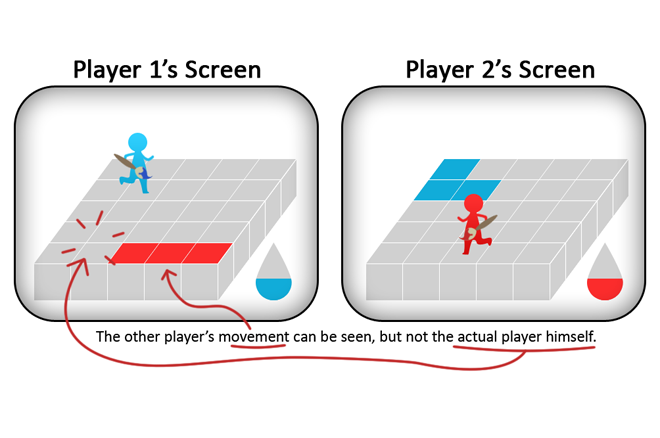 Player 1's Screen
Player 2's Screen
The other player's movement can be seen, but not the actual player himself.